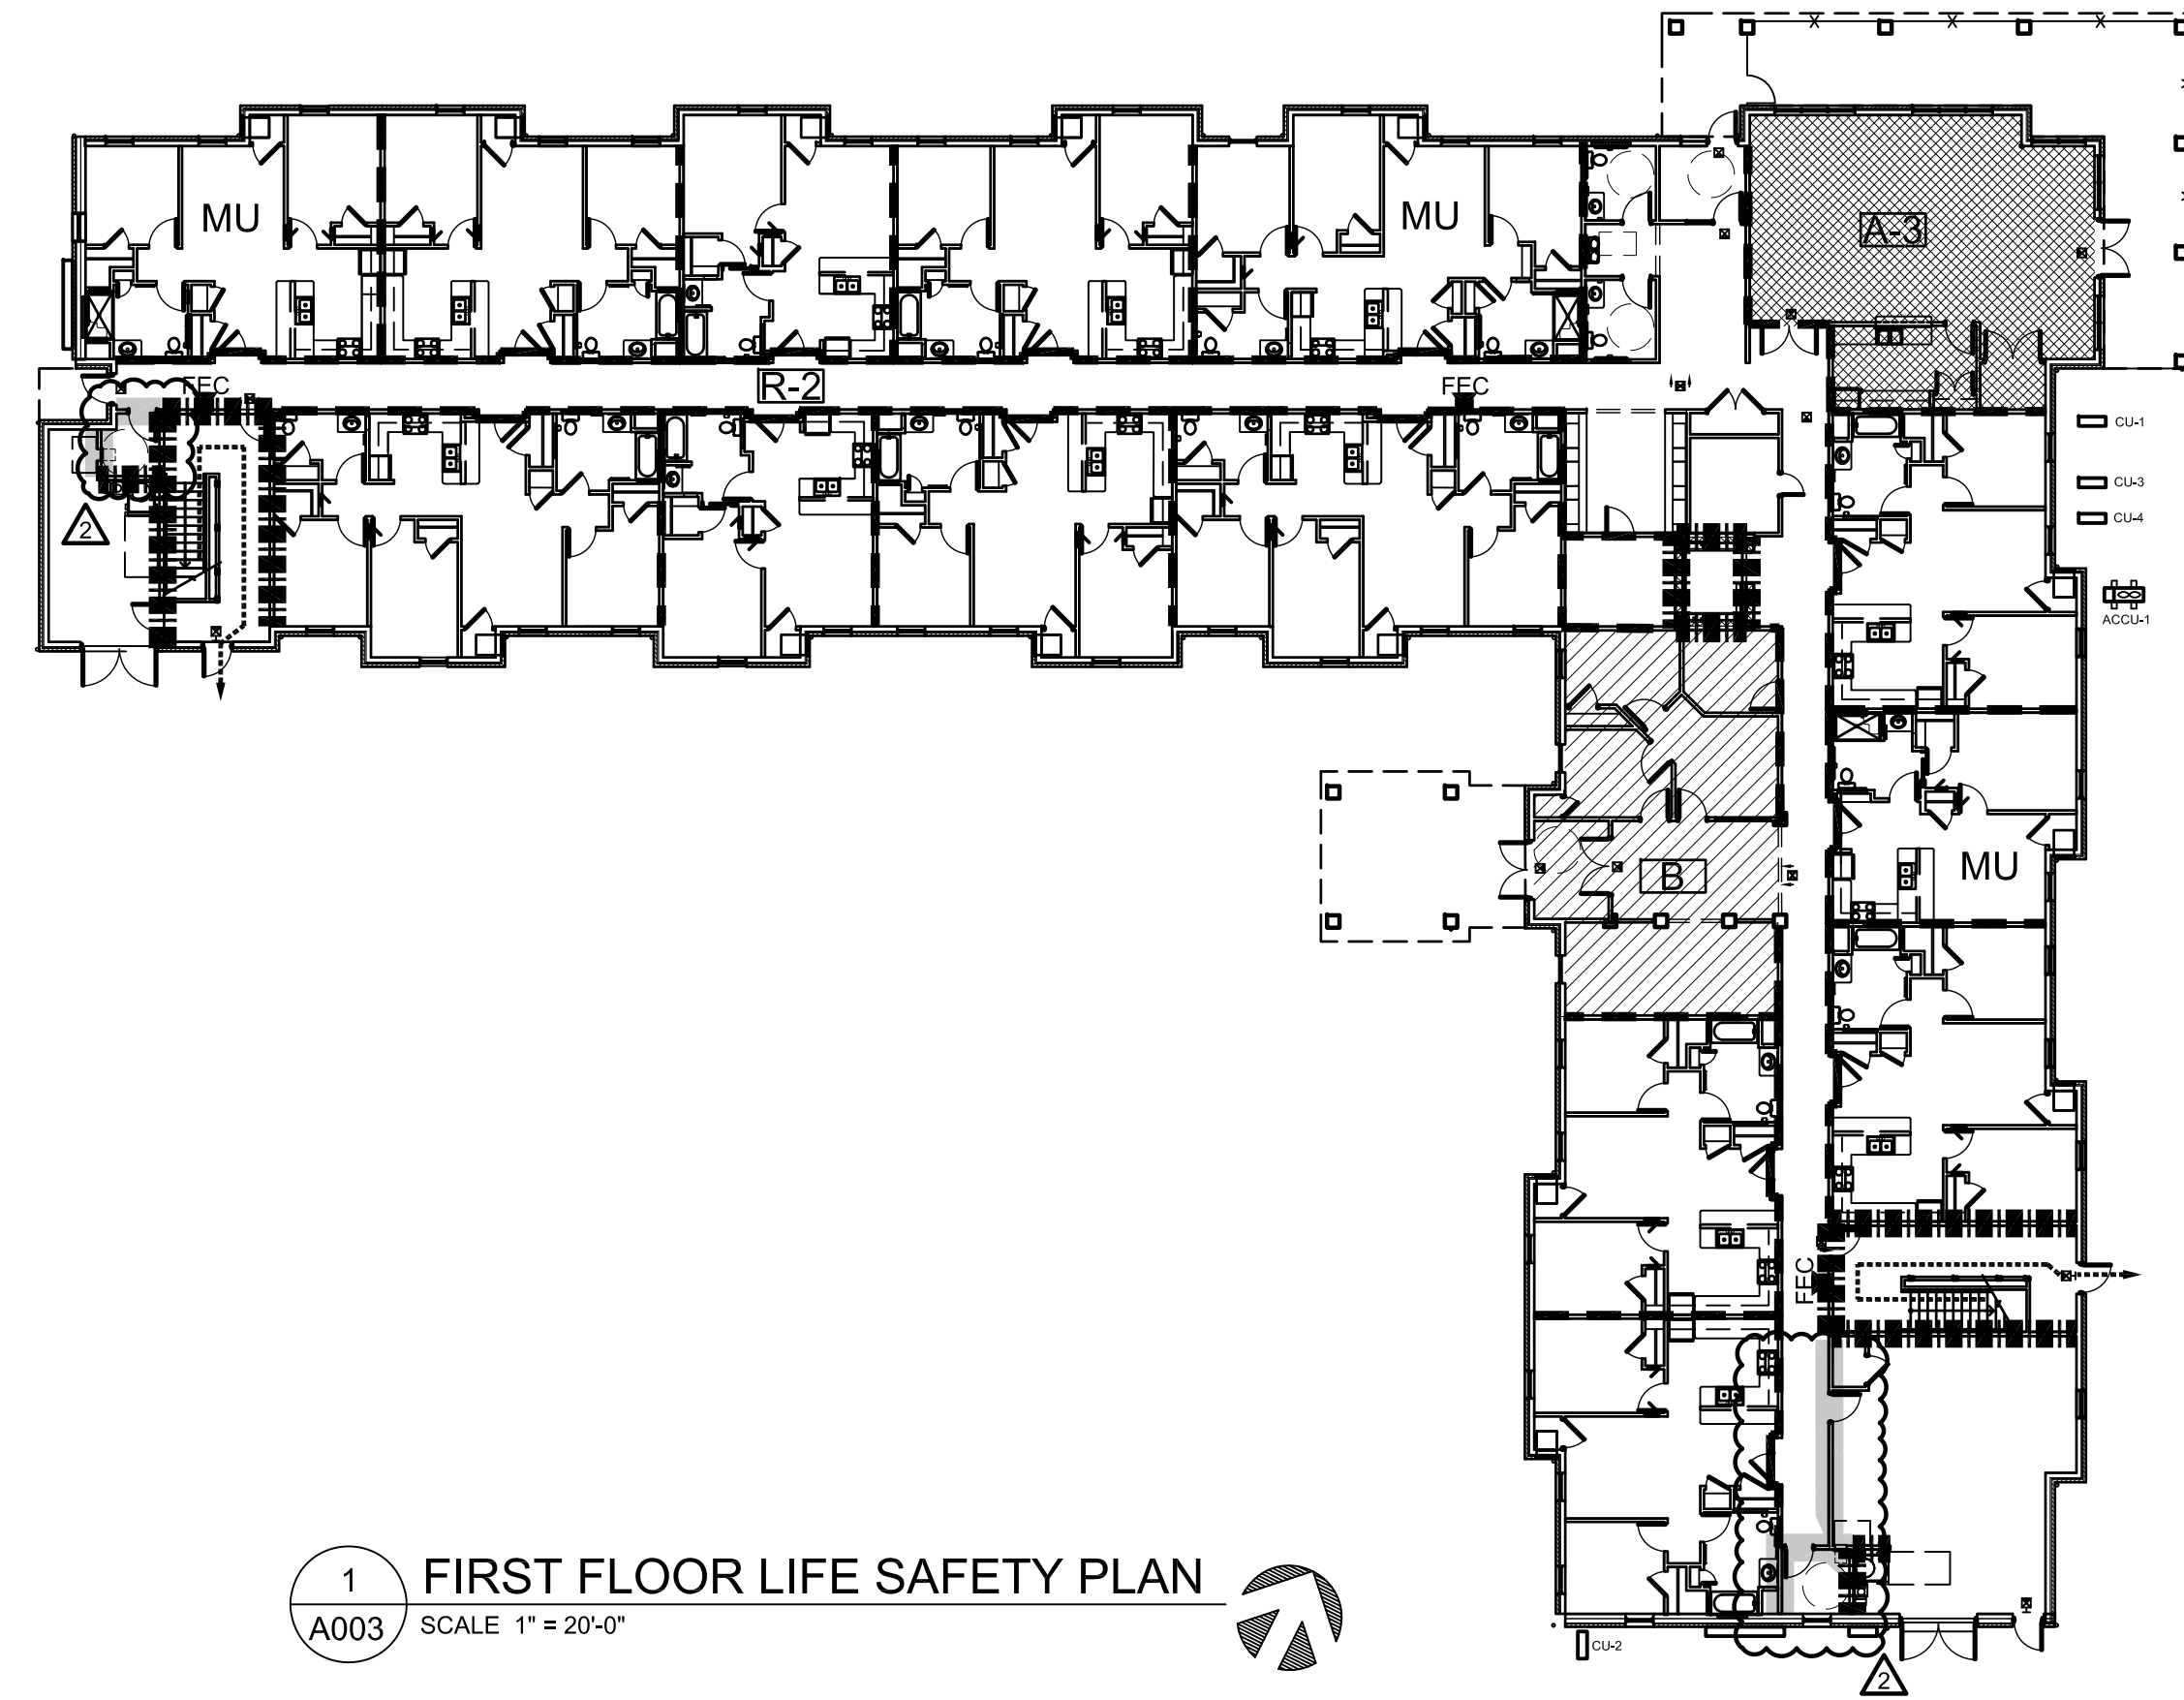 MU
MU
A-3
FEC
R-2
FEC
CU-1
CU-3
CU-4
2
ACCU-1
B
MU
FEC
1
FIRST FLOOR LIFE SAFETY PLAN
A003
SCALE 1" = 20'-0"
CU-2
2